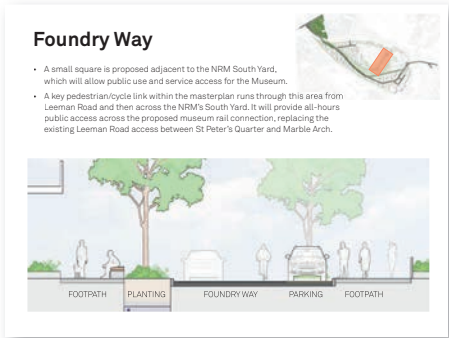 Foundry Way
• A small square is proposed adjacent to the NRM South Yard,
which will allow public use and service access for the Museum.
• A key pedestrian/cycle link within the masterplan runs through this area from
Leeman Road and then across the NRM's South Yard. It will provide all-hours
public access across the proposed museum rail connection, replacing the
existing Leeman Road access between St Peter's Quarter and Marble Arch.
FOOTPATH PLANTING FOUNDRY WAY PARKING FOOTPATH